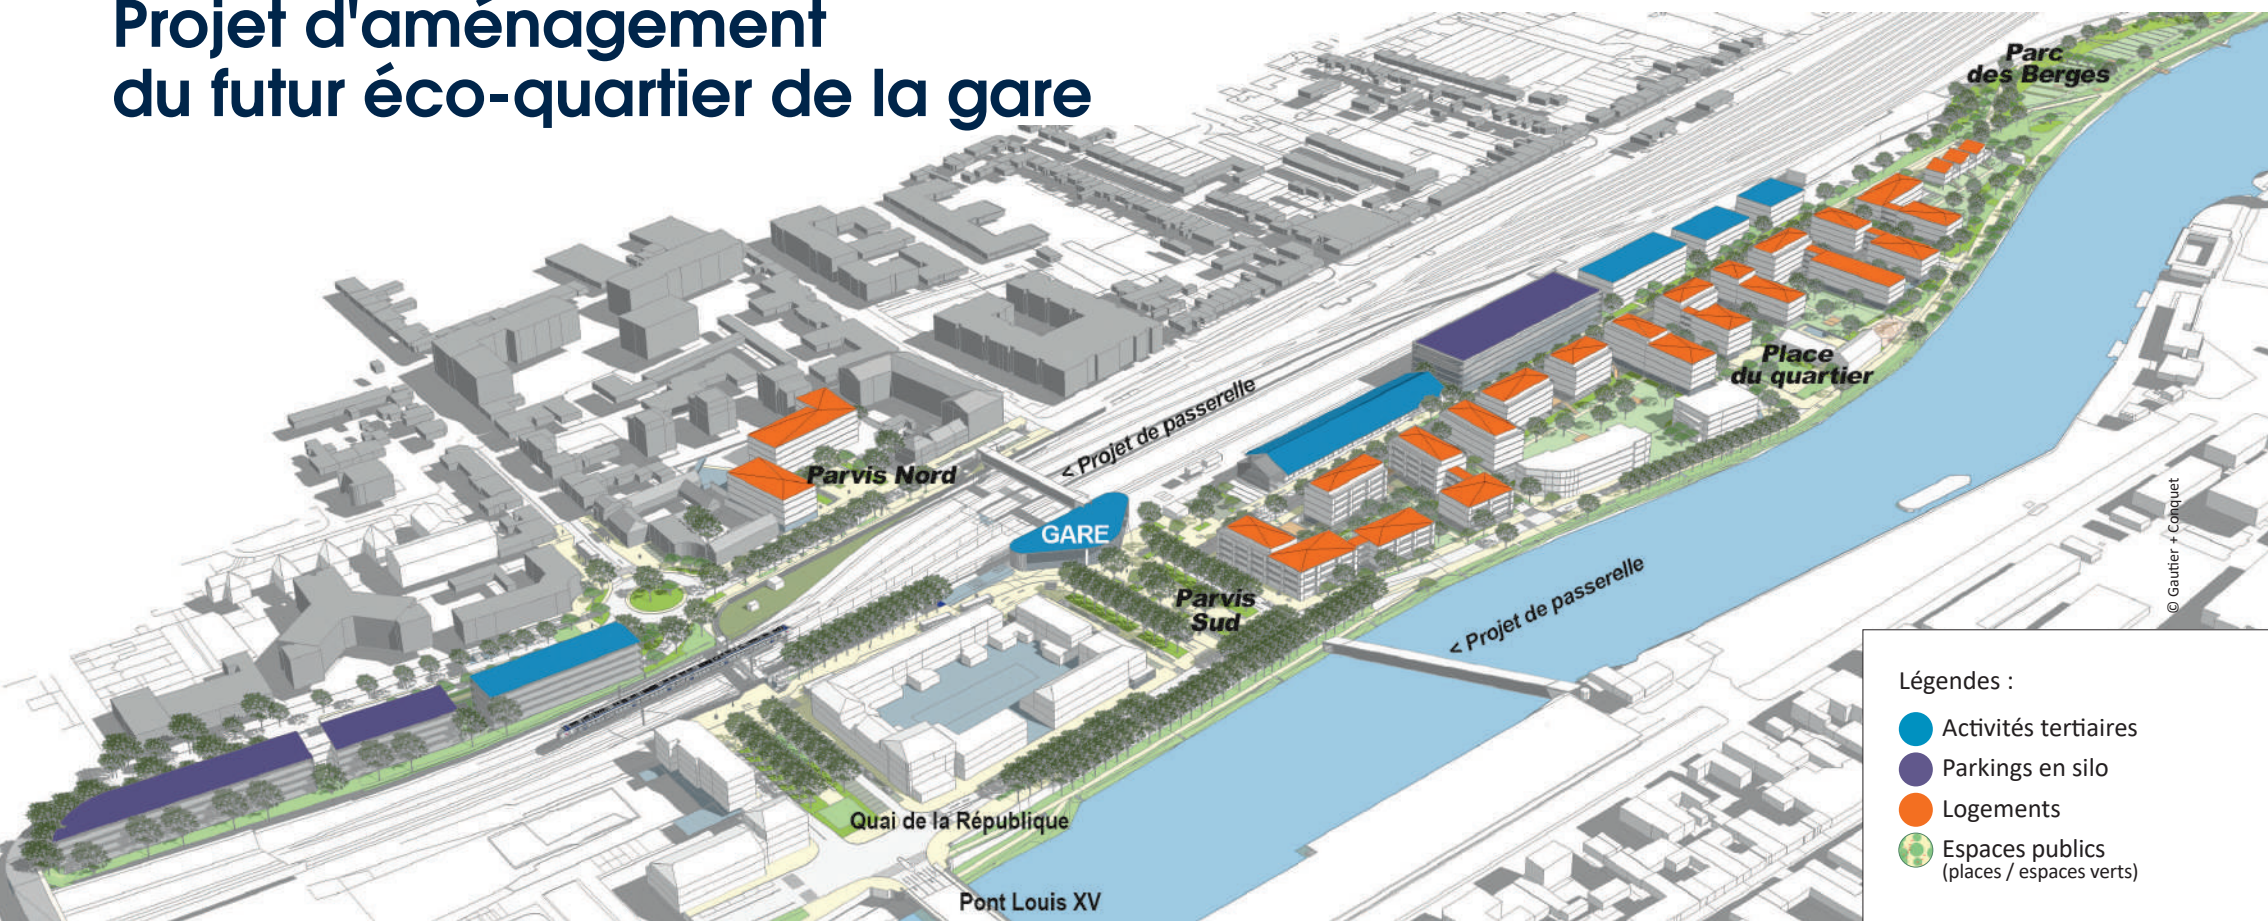 Projet d'aménagement
du futur éco-quartier de la gare
Parc
des Berges
Place
du quartier
< Projet de passerelle
Parvis Nord
GARE
Parvis
Sud
< Projet de passerelle
© Gautier + Conquet
Quai de la République
Pont Louis XV
Légendes :
Activités tertiaires
Parkings en silo
Logements
Espaces publics
(places / espaces verts)